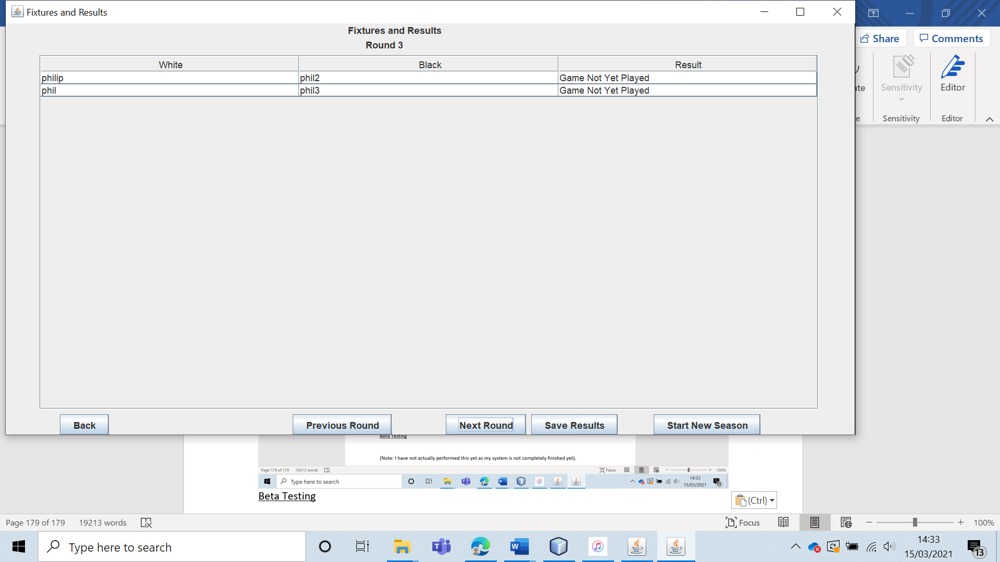 Fixtures and Results
Fixtures and Results
Round 3
White Black Result
philip phil2 Game Not Yet Played
phil phil3 Game Not Yet Played
Back Previous Round Next Round Save Results Start New Season
Share Comments
Sensitivity Editor
Sensitivity Editor
Beta Testing
(Note: I have not actually performed this yet as my system is not completely finished yet).
Page 179 of 179 19213 words Focus 100%
Type here to search 14:33
15/03/2021 13
Beta Testing
(Ctrl)
Page 179 of 179 19213 words Focus 100%
Type here to search 14:33
15/03/2021 13